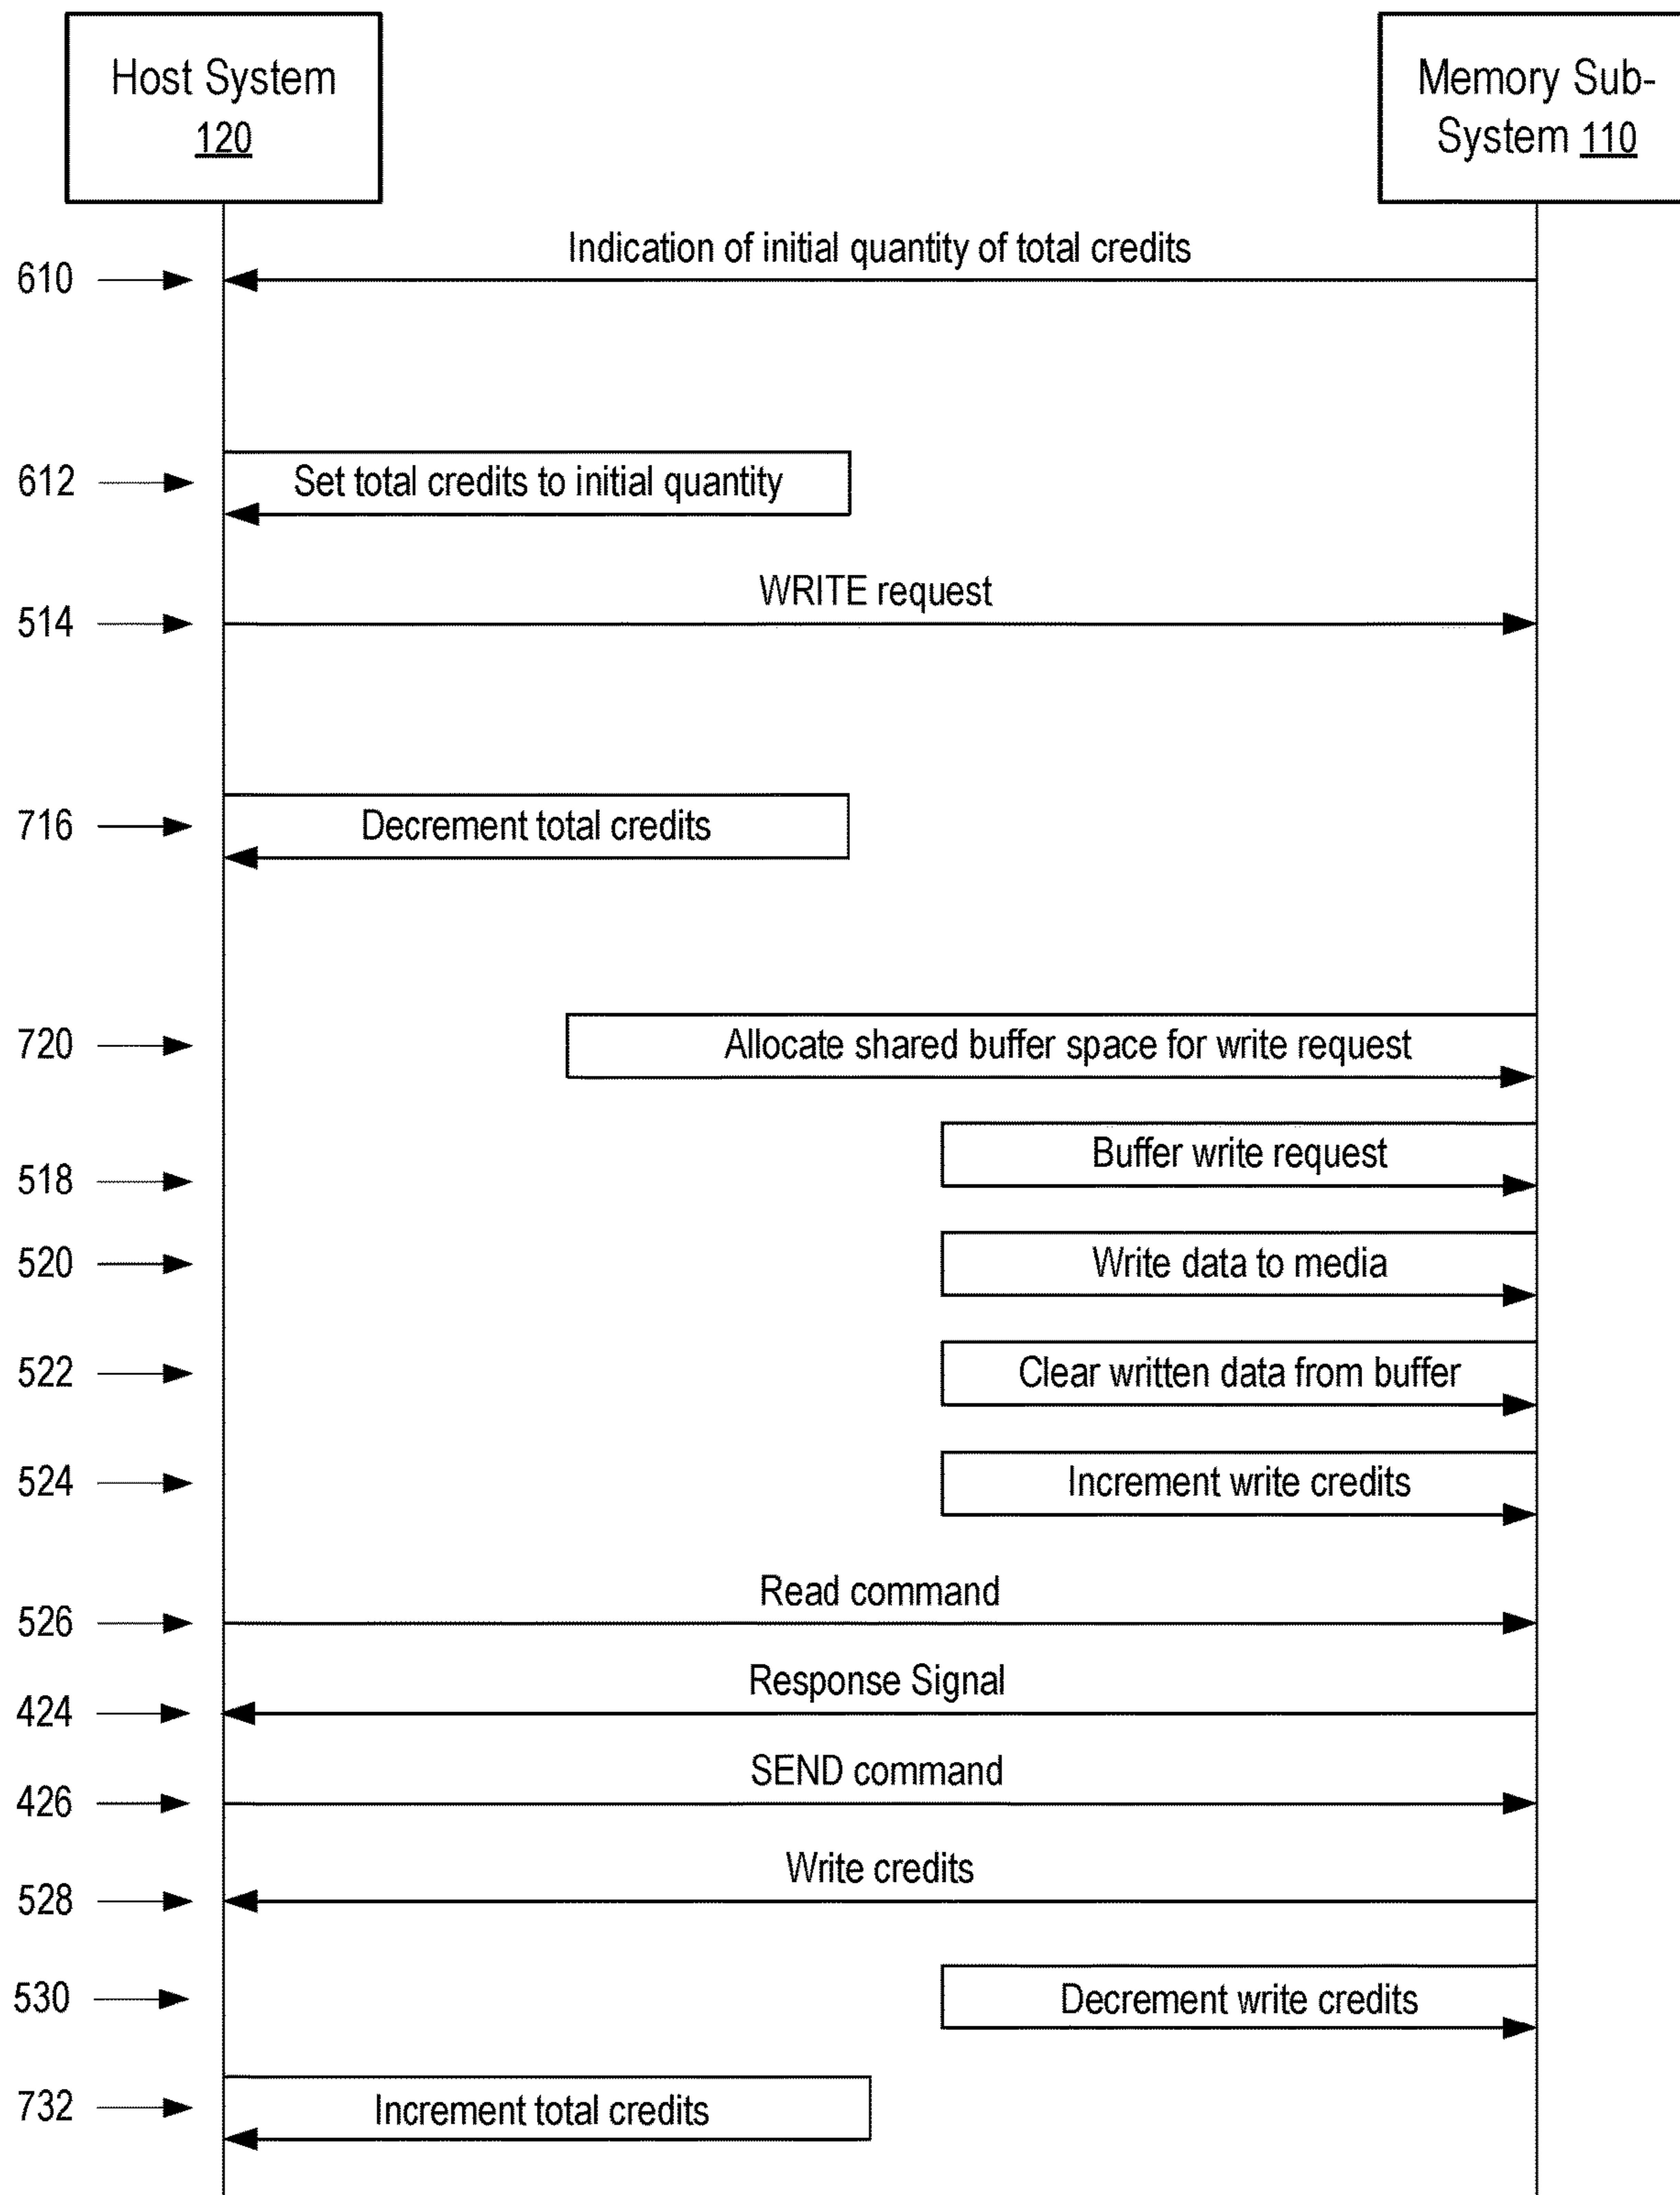 Host System
120
Memory Sub-
System 110
Indication of initial quantity of total credits
610
612
Set total credits to initial quantity
WRITE request
514
716
Decrement total credits
720
Allocate shared buffer space for write request
Buffer write request
518
520
Write data to media
522
Clear written data from buffer
524
Increment write credits
Read command
526
Response Signal
424
SEND command
426
Write credits
528
530
Decrement write credits
732
Increment total credits